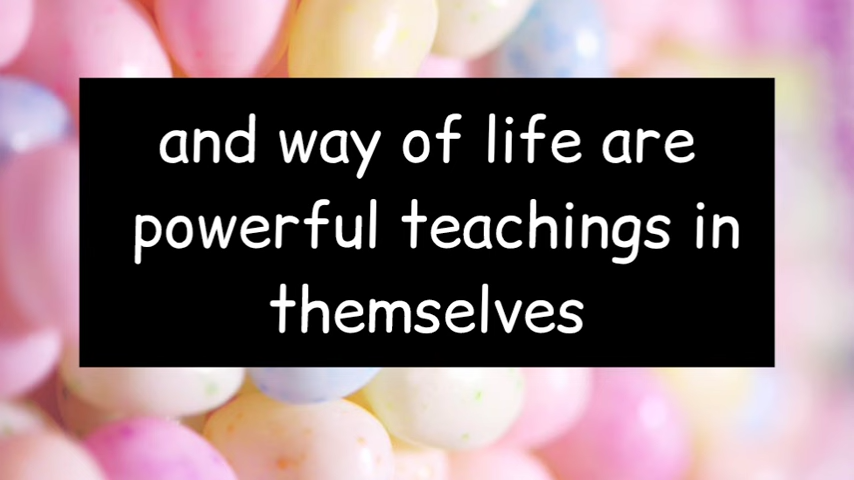 and way of life are
powerful teachings in
themselves